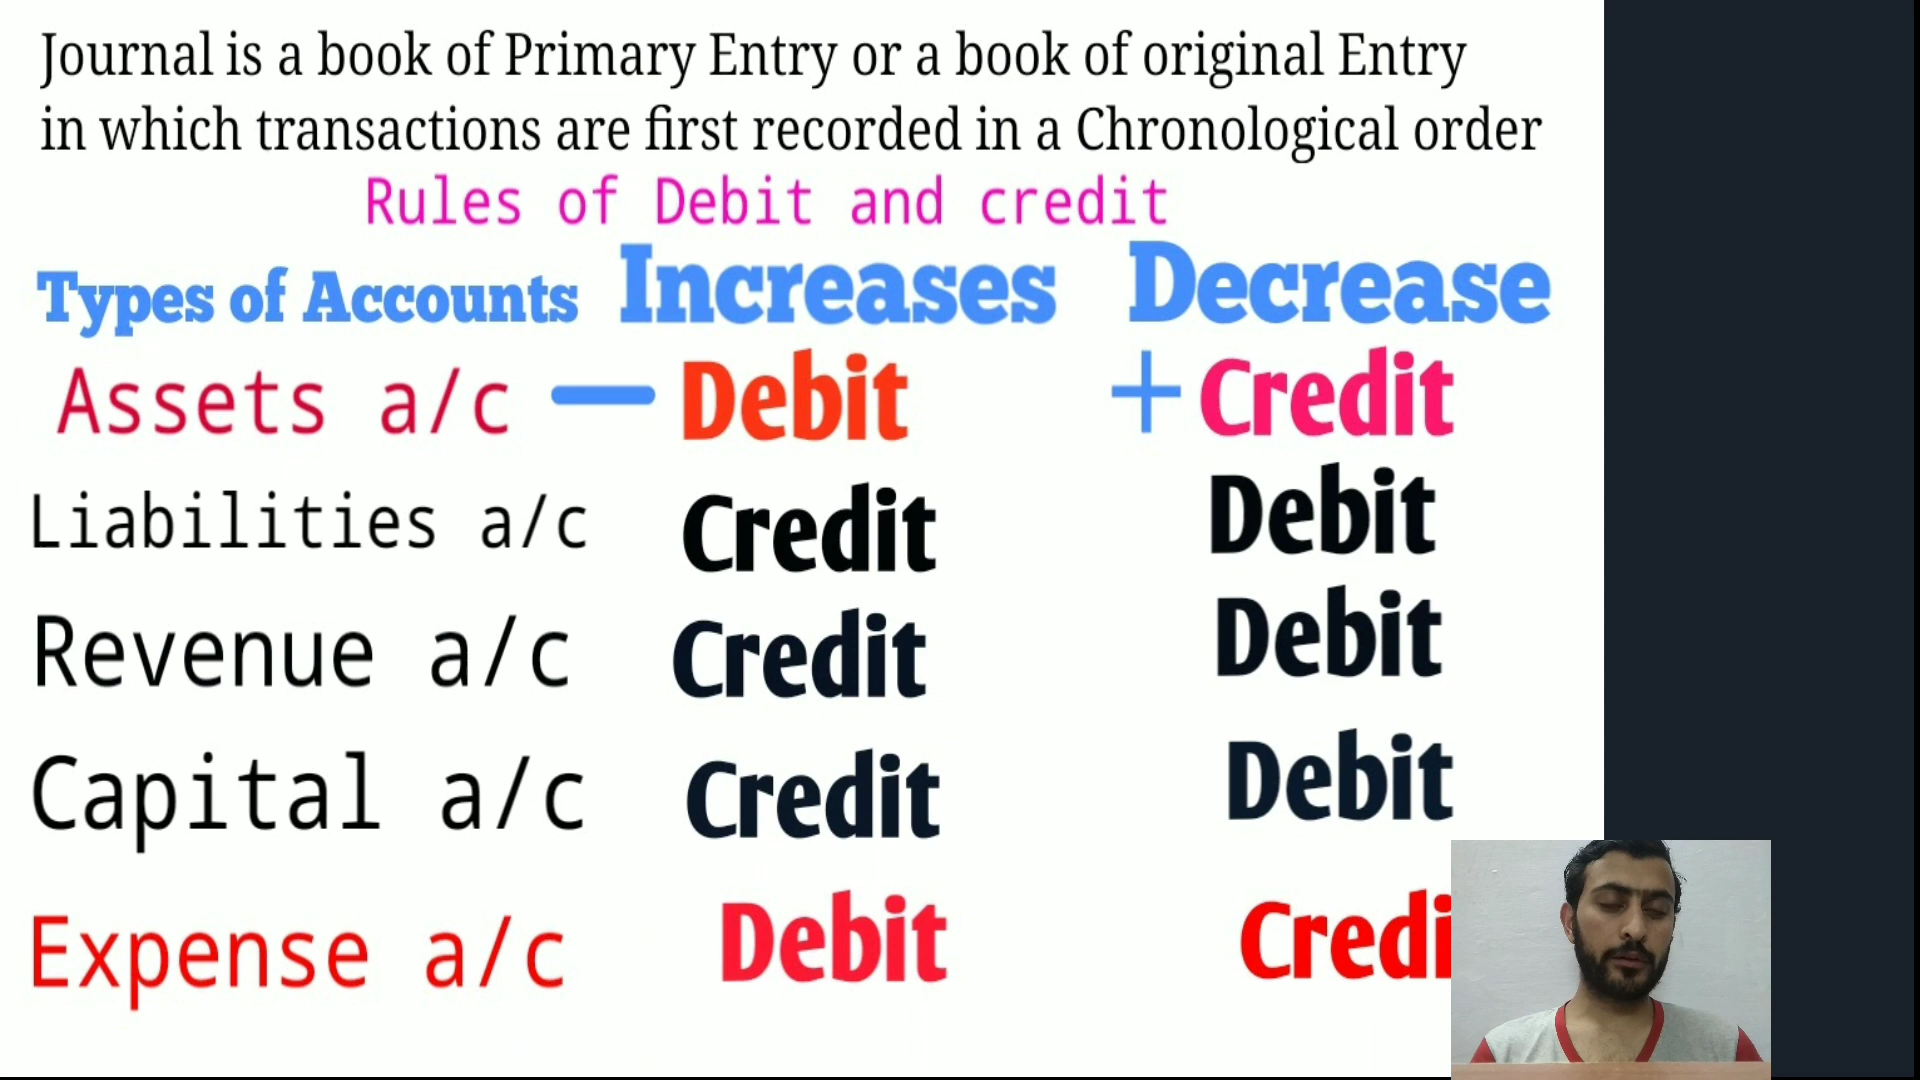 Journal is a book of Primary Entry or a book of original Entry
in which transactions are first recorded in a Chronological order
Rules of Debit and credit
Types of Accounts Increases Decrease
Assets a/c — Debit + Credit
Liabilities a/c Credit Debit
Revenue a/c Credit Debit
Capital a/c Credit Debit
Expense a/c Debit Credi